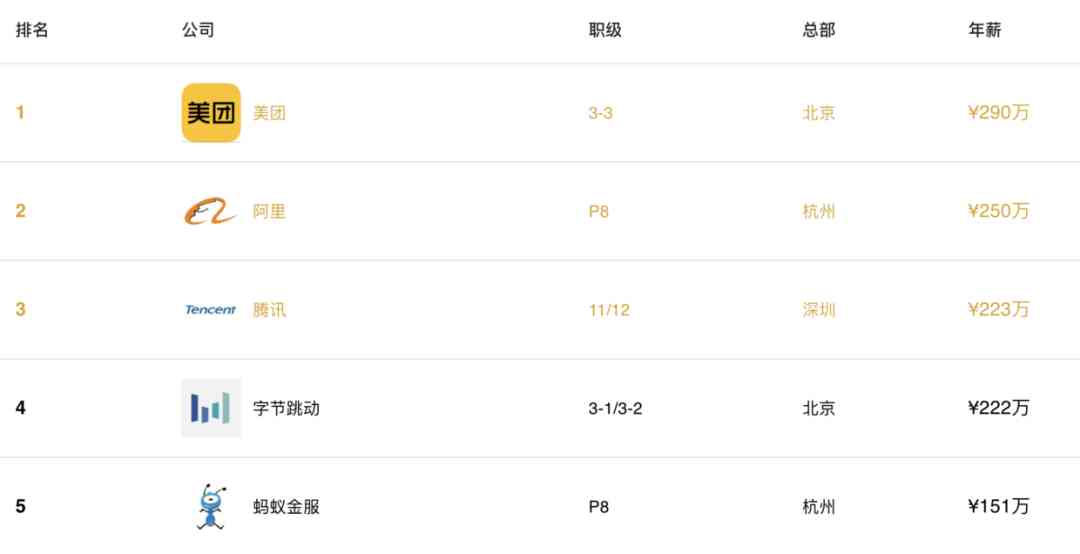 排名 公司 职级 总部 年薪
1 美团 美团 3-3 北京 ¥290万
2 阿里 P8 杭州 ¥250万
3 Tencent 腾讯 11/12 深圳 ¥223万
4 字节跳动 3-1/3-2 北京 ¥222万
5 蚂蚁金服 P8 杭州 ¥151万